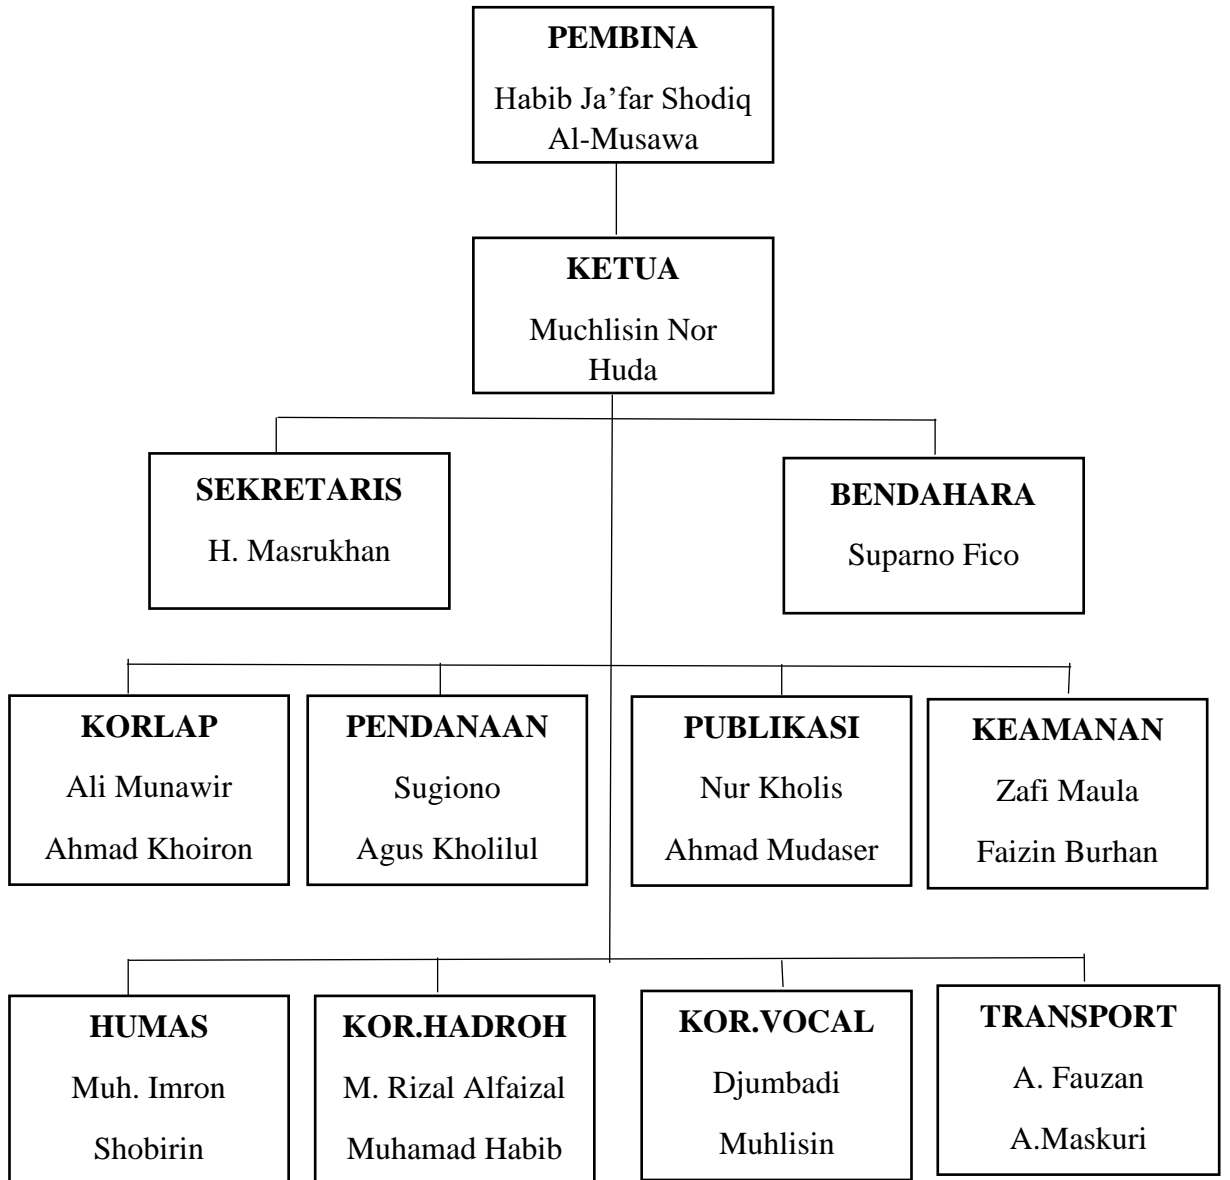 PEMBINA
Habib Ja’far Shodiq
Al-Musawa
KETUA
Muchlisin Nor
Huda
SEKRETARIS
H. Masrukhan
BENDAHARA
Suparno Fico
KORLAP
Ali Munawir
Ahmad Khoiron
PENDANAAN
Sugiono
Agus Kholilul
PUBLIKASI
Nur Kholis
Ahmad Mudaser
KEAMANAN
Zafi Maula
Faizin Burhan
HUMAS
Muh. Imron
Shobirin
KOR.HADROH
M. Rizal Alfaizal
Muhamad Habib
KOR.VOCAL
Djumbadi
Muhlisin
TRANSPORT
A. Fauzan
A.Maskuri